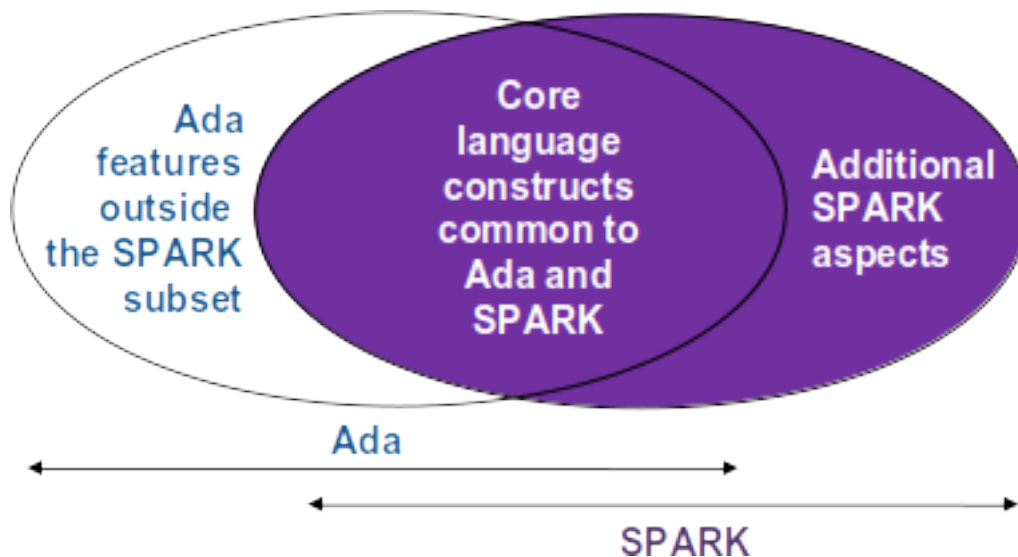 Ada
features
outside
the SPARK
subset
Core
language
constructs
common to
Ada and
SPARK
Additional
SPARK
aspects
Ada
SPARK